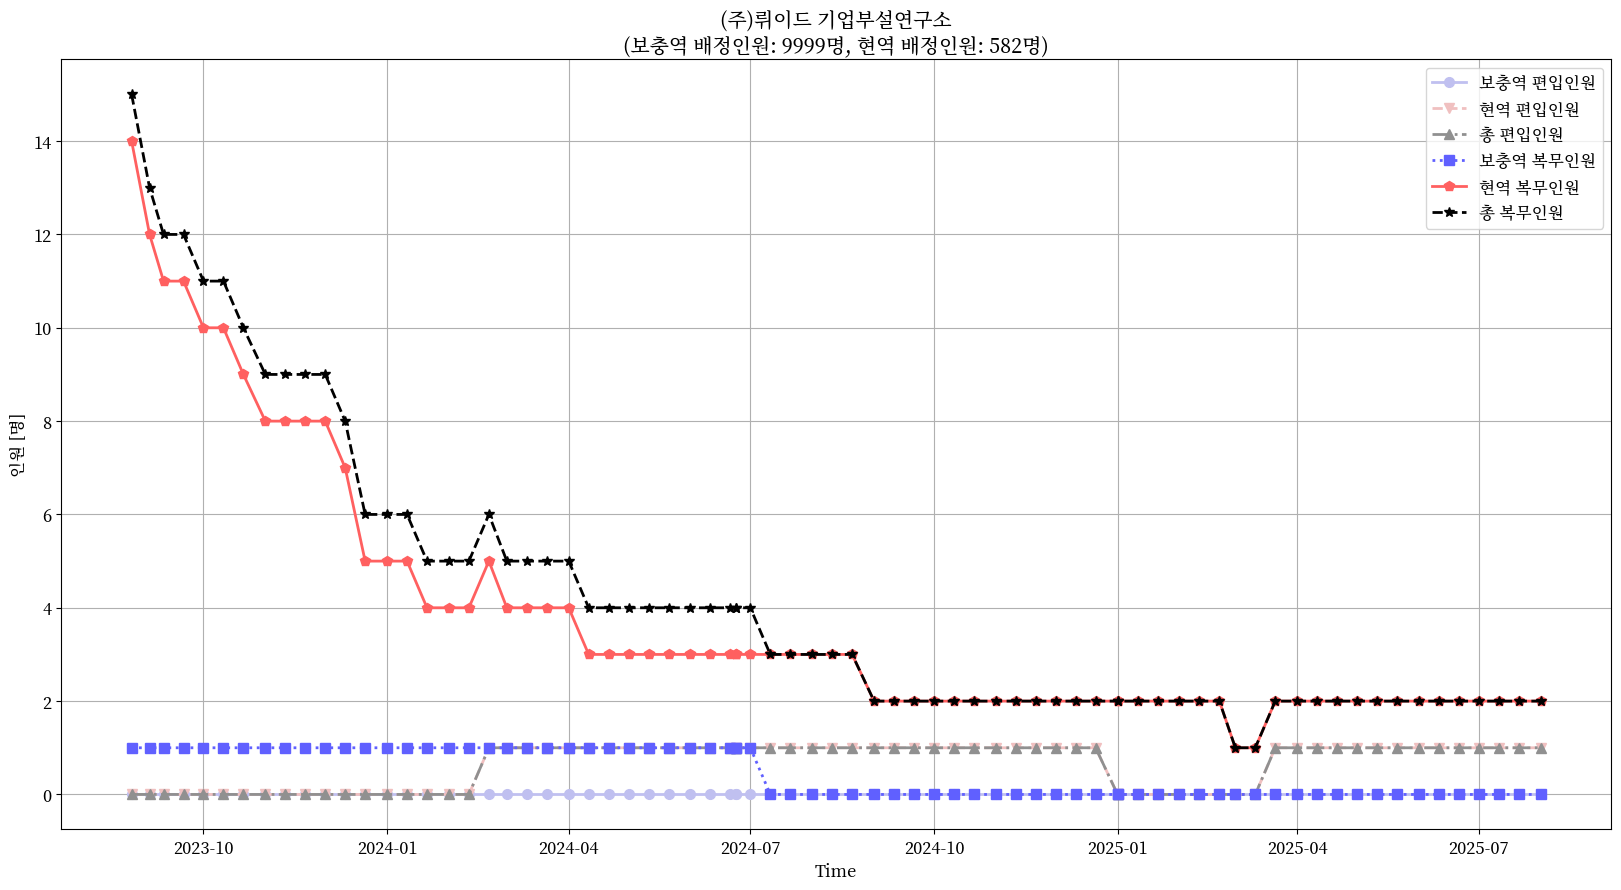 (주)뤼이드 기업부설연구소
(보충역 배정인원: 9999명, 현역 배정인원: 582명)
보충역 편입인원
현역 편입인원
총 편입인원
보충역 복무인원
현역 복무인원
총 복무인원
인원 [명]
14
12
10
8
6
4
2
0
2023-10
2024-01
2024-04
2024-07
2024-10
2025-01
2025-04
2025-07
Time